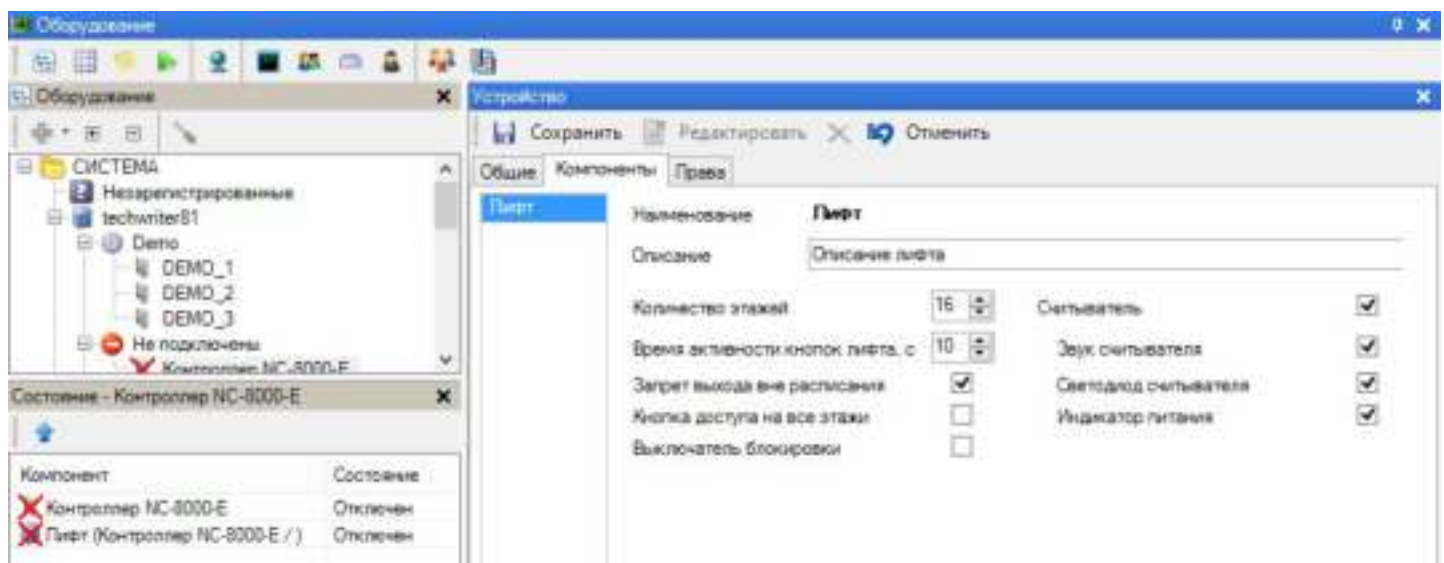 Оборудование
Оборудование
СИСТЕМА
Незарегистрированные
techwriter81
Demo
DEMO_1
DEMO_2
DEMO_3
Не подключены
Контроллер NC-8000-E
Состояние - Контроллер NC-8000-E
Компонент Состояние
Контроллер NC-8000-E Отключен
Лифт (Контроллер NC-8000-E / ) Отключен
Устройство
Сохранить Редактировать Отменить
Общие Компоненты Права
Лифт
Наименование Лифт
Описание Описание лифта
Количество этажей 16 Считыватель
Время активности кнопок лифта, с 10 Звук считывателя
Запрет выхода вне расписания Светодиод считывателя
Кнопка доступа на все этажи Индикатор питания
Выключатель блокировки